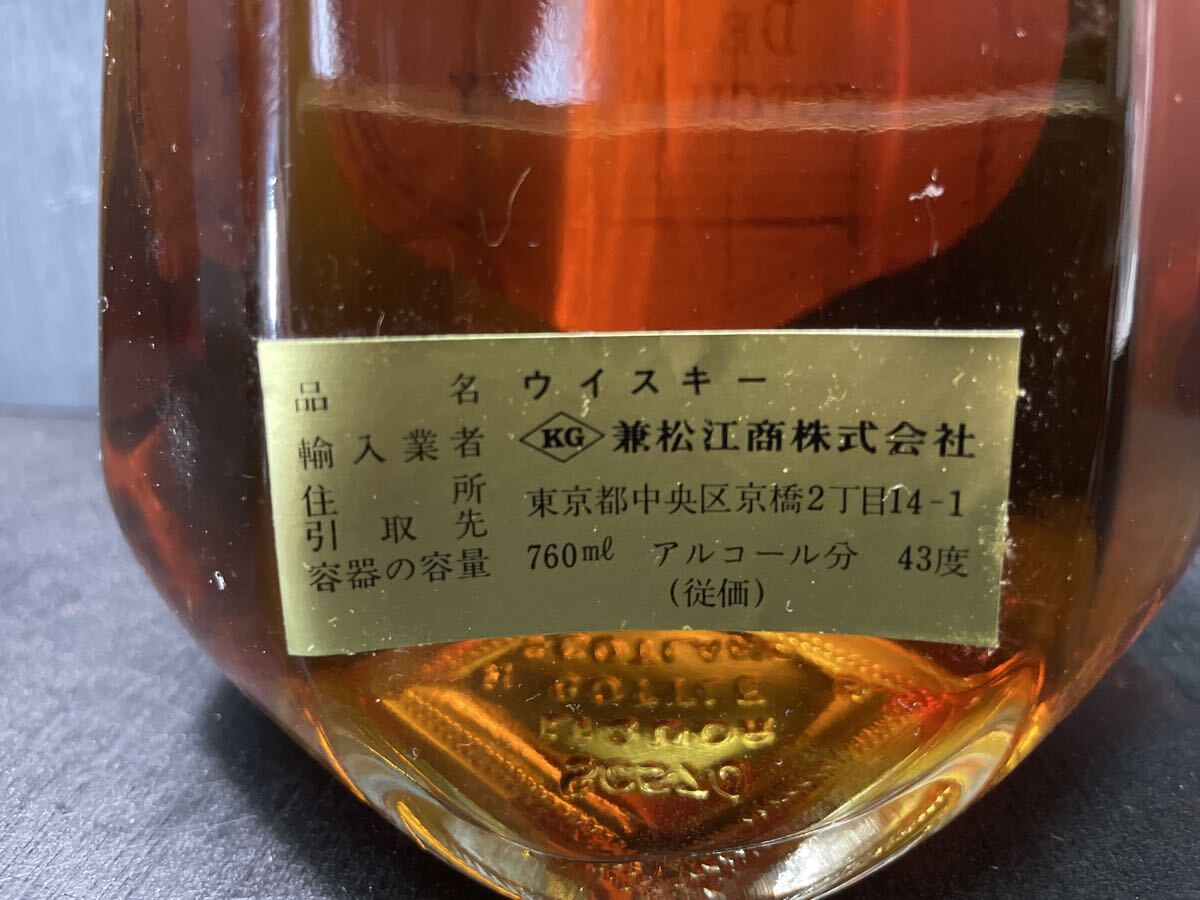 DE
品名 ウイスキー
輸入業者 KG 兼松江商株式会社
住所 東京都中央区京橋2丁目14-1
引取先
容器の容量 760ml アルコール分 43度
(従価)